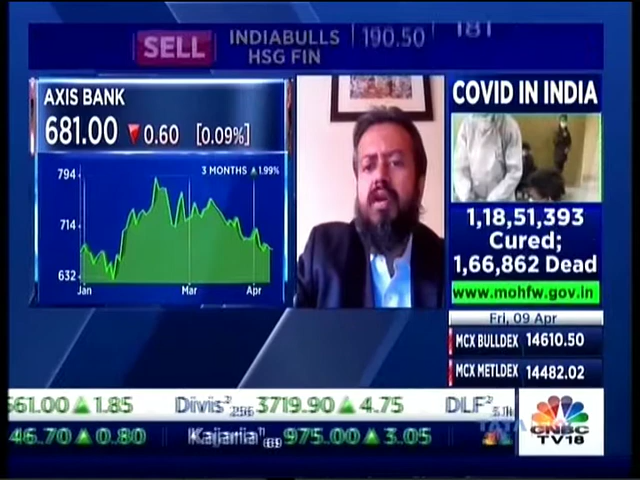 SELL
INDIABULLS
HSG FIN
190.50
181
AXIS BANK
681.00 ▼ 0.60 [0.09%]
3 MONTHS ▲ 1.99%
794
714
632
Jan Mar Apr
COVID IN INDIA
1,18,51,393
Cured;
1,66,862 Dead
www.mohfw.gov.in
Fri, 09 Apr
MCX BULLDEX 14610.50
MCX METLDEX 14482.02
661.00 ▲ 1.85 Divis 3719.90 ▲ 4.75 DLF
46.70 ▲ 0.80 Kajaria 975.00 ▲ 3.05
CNBC
TV18